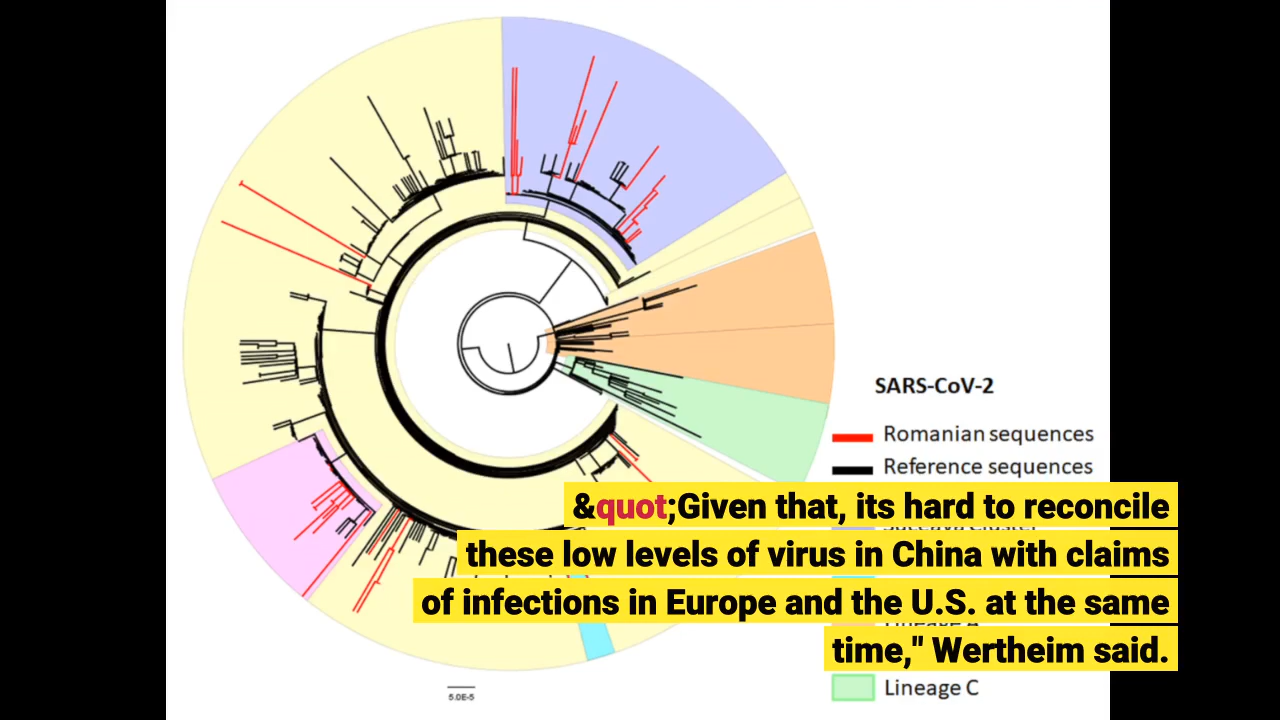 SARS-CoV-2
Romanian sequences
Reference sequences
&quot;Given that, its hard to reconcile
these low levels of virus in China with claims
of infections in Europe and the U.S. at the same
time," Wertheim said.
Lineage C
5.0E-5